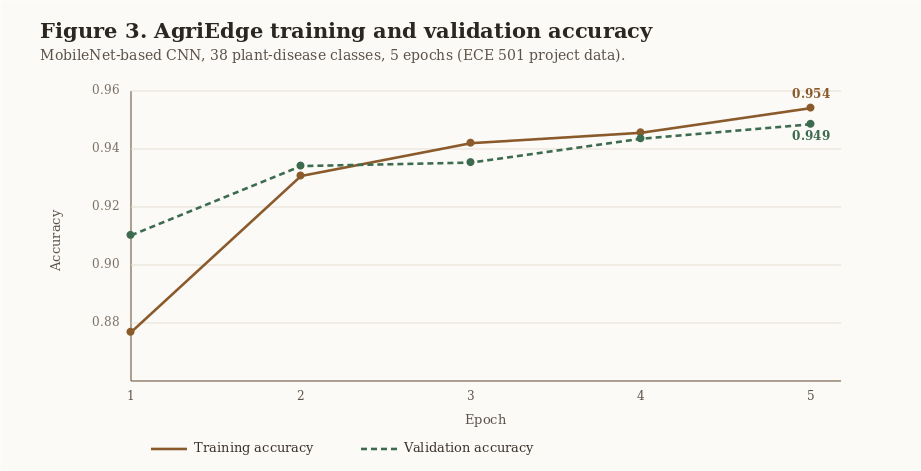 Figure 3. AgriEdge training and validation accuracy
MobileNet-based CNN, 38 plant-disease classes, 5 epochs (ECE 501 project data).
0.96
0.954
0.94
0.949
0.92
Accuracy
0.90
0.88
1 2 3 4 5
Epoch
Training accuracy Validation accuracy